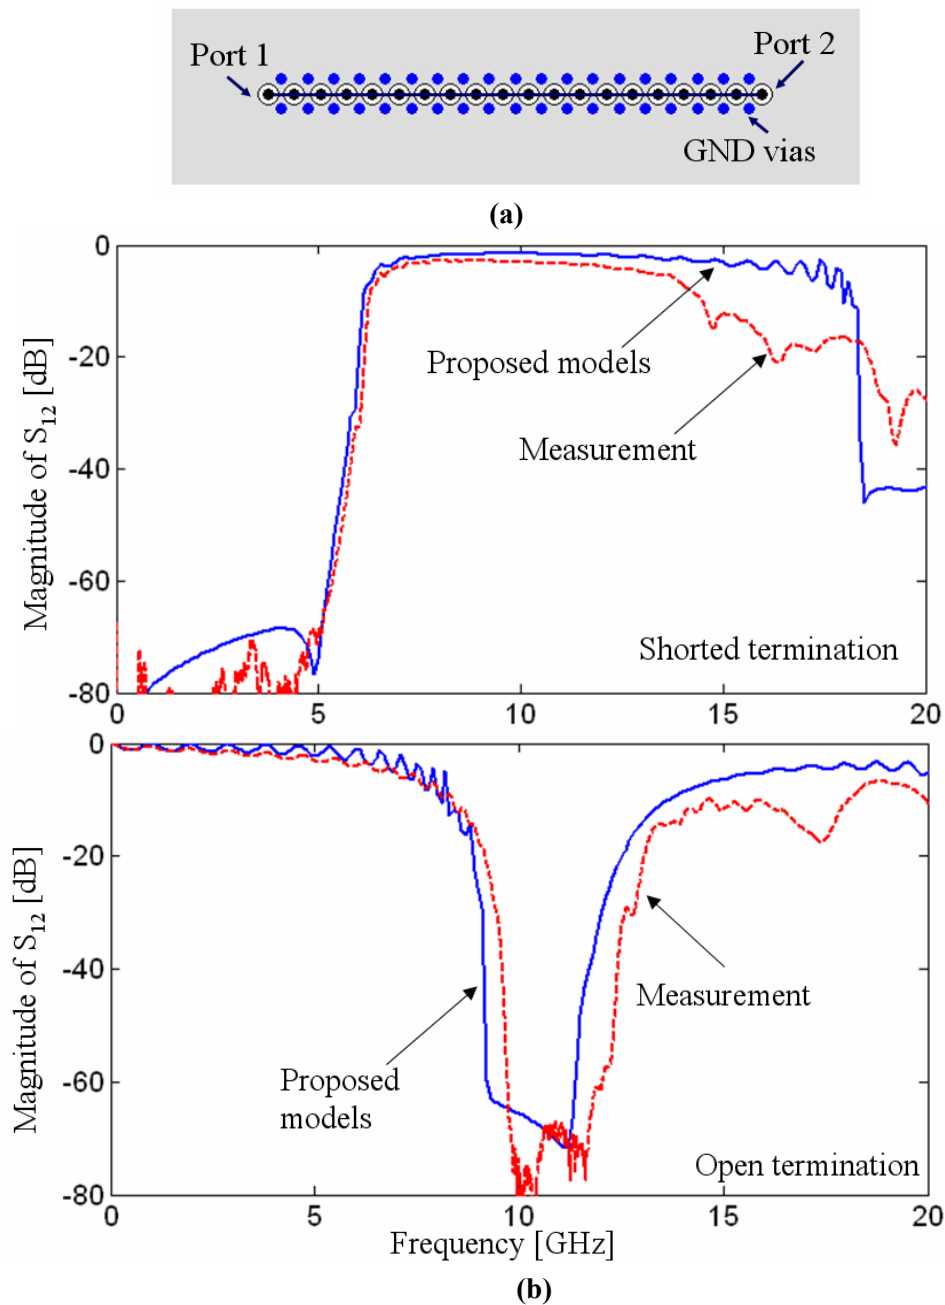 Port 1
Port 2
GND vias
(a)
Magnitude of S12 [dB]
0
-20
-40
-60
-80
Proposed models
Measurement
Shorted termination
0
5
10
15
20
Magnitude of S12 [dB]
0
-20
-40
-60
-80
Measurement
Proposed
models
Open termination
0
5
10
15
20
Frequency [GHz]
(b)